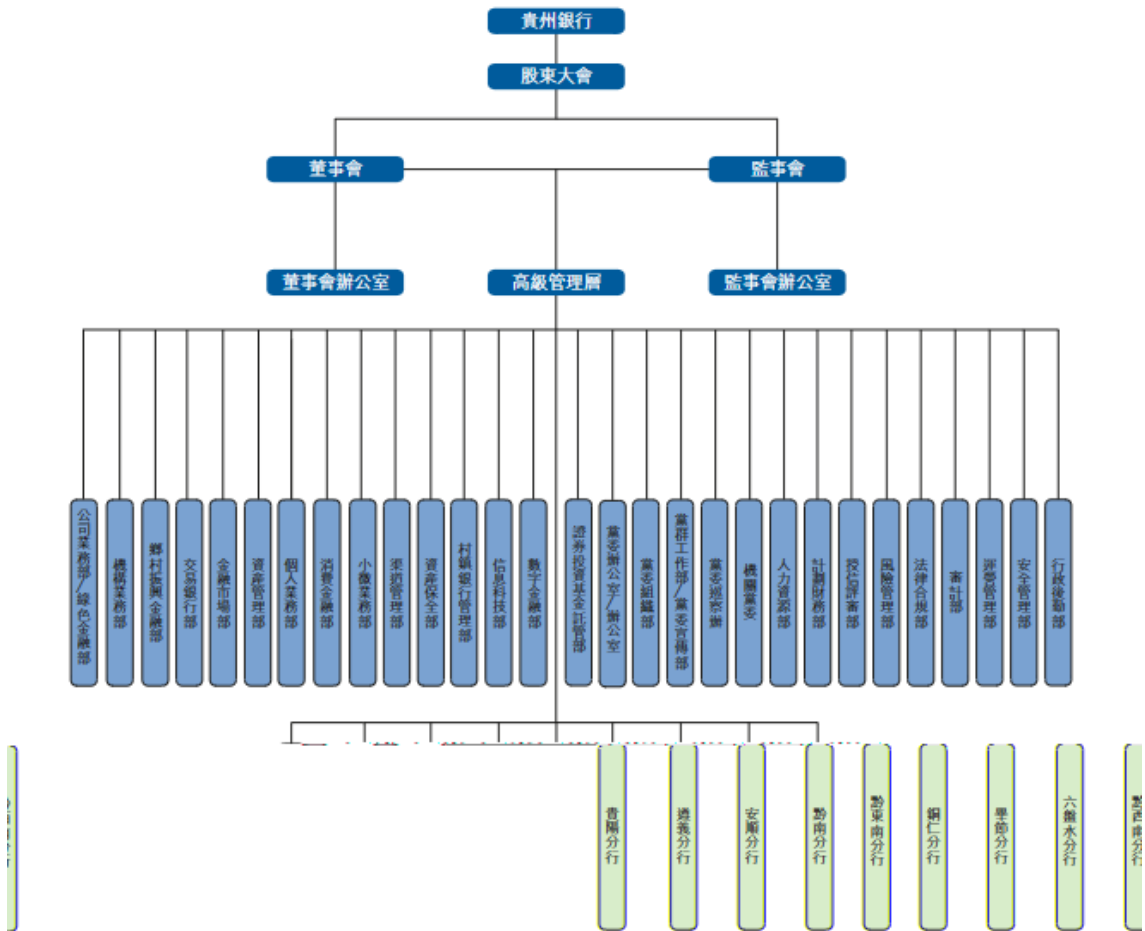 貴州銀行
股東大會
董事會
監事會
董事會辦公室
高級管理層
監事會辦公室
公司業務部/綠色金融部
機構業務部
鄉村振興金融部
交易銀行部
金融市場部
資產管理部
個人業務部
消費金融部
小微業務部
渠道管理部
資產保全部
村鎮銀行管理部
信息科技部
數字金融部
證券投資基金託管部
黨委辦公室/辦公室
黨委組織部
黨群工作部/黨委宣傳部
黨委巡察辦
機關黨委
人力資源部
計劃財務部
授信評審部
風險管理部
法律合規部
審計部
運營管理部
安全管理部
行政後勤部
貴陽分行
遵義分行
安順分行
黔南分行
黔東南分行
銅仁分行
畢節分行
六盤水分行
黔西南分行